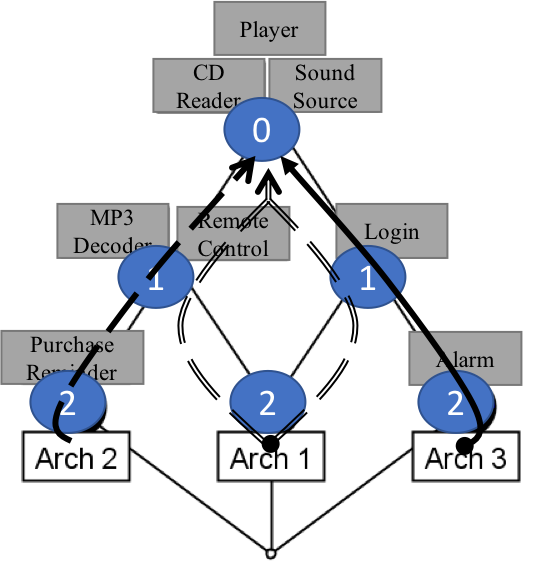 Player
CD
Reader
Sound
Source
0
MP3
Decoder
Remote
Control
Login
1
1
Purchase
Reminder
Alarm
2
2
2
Arch 2
Arch 1
Arch 3